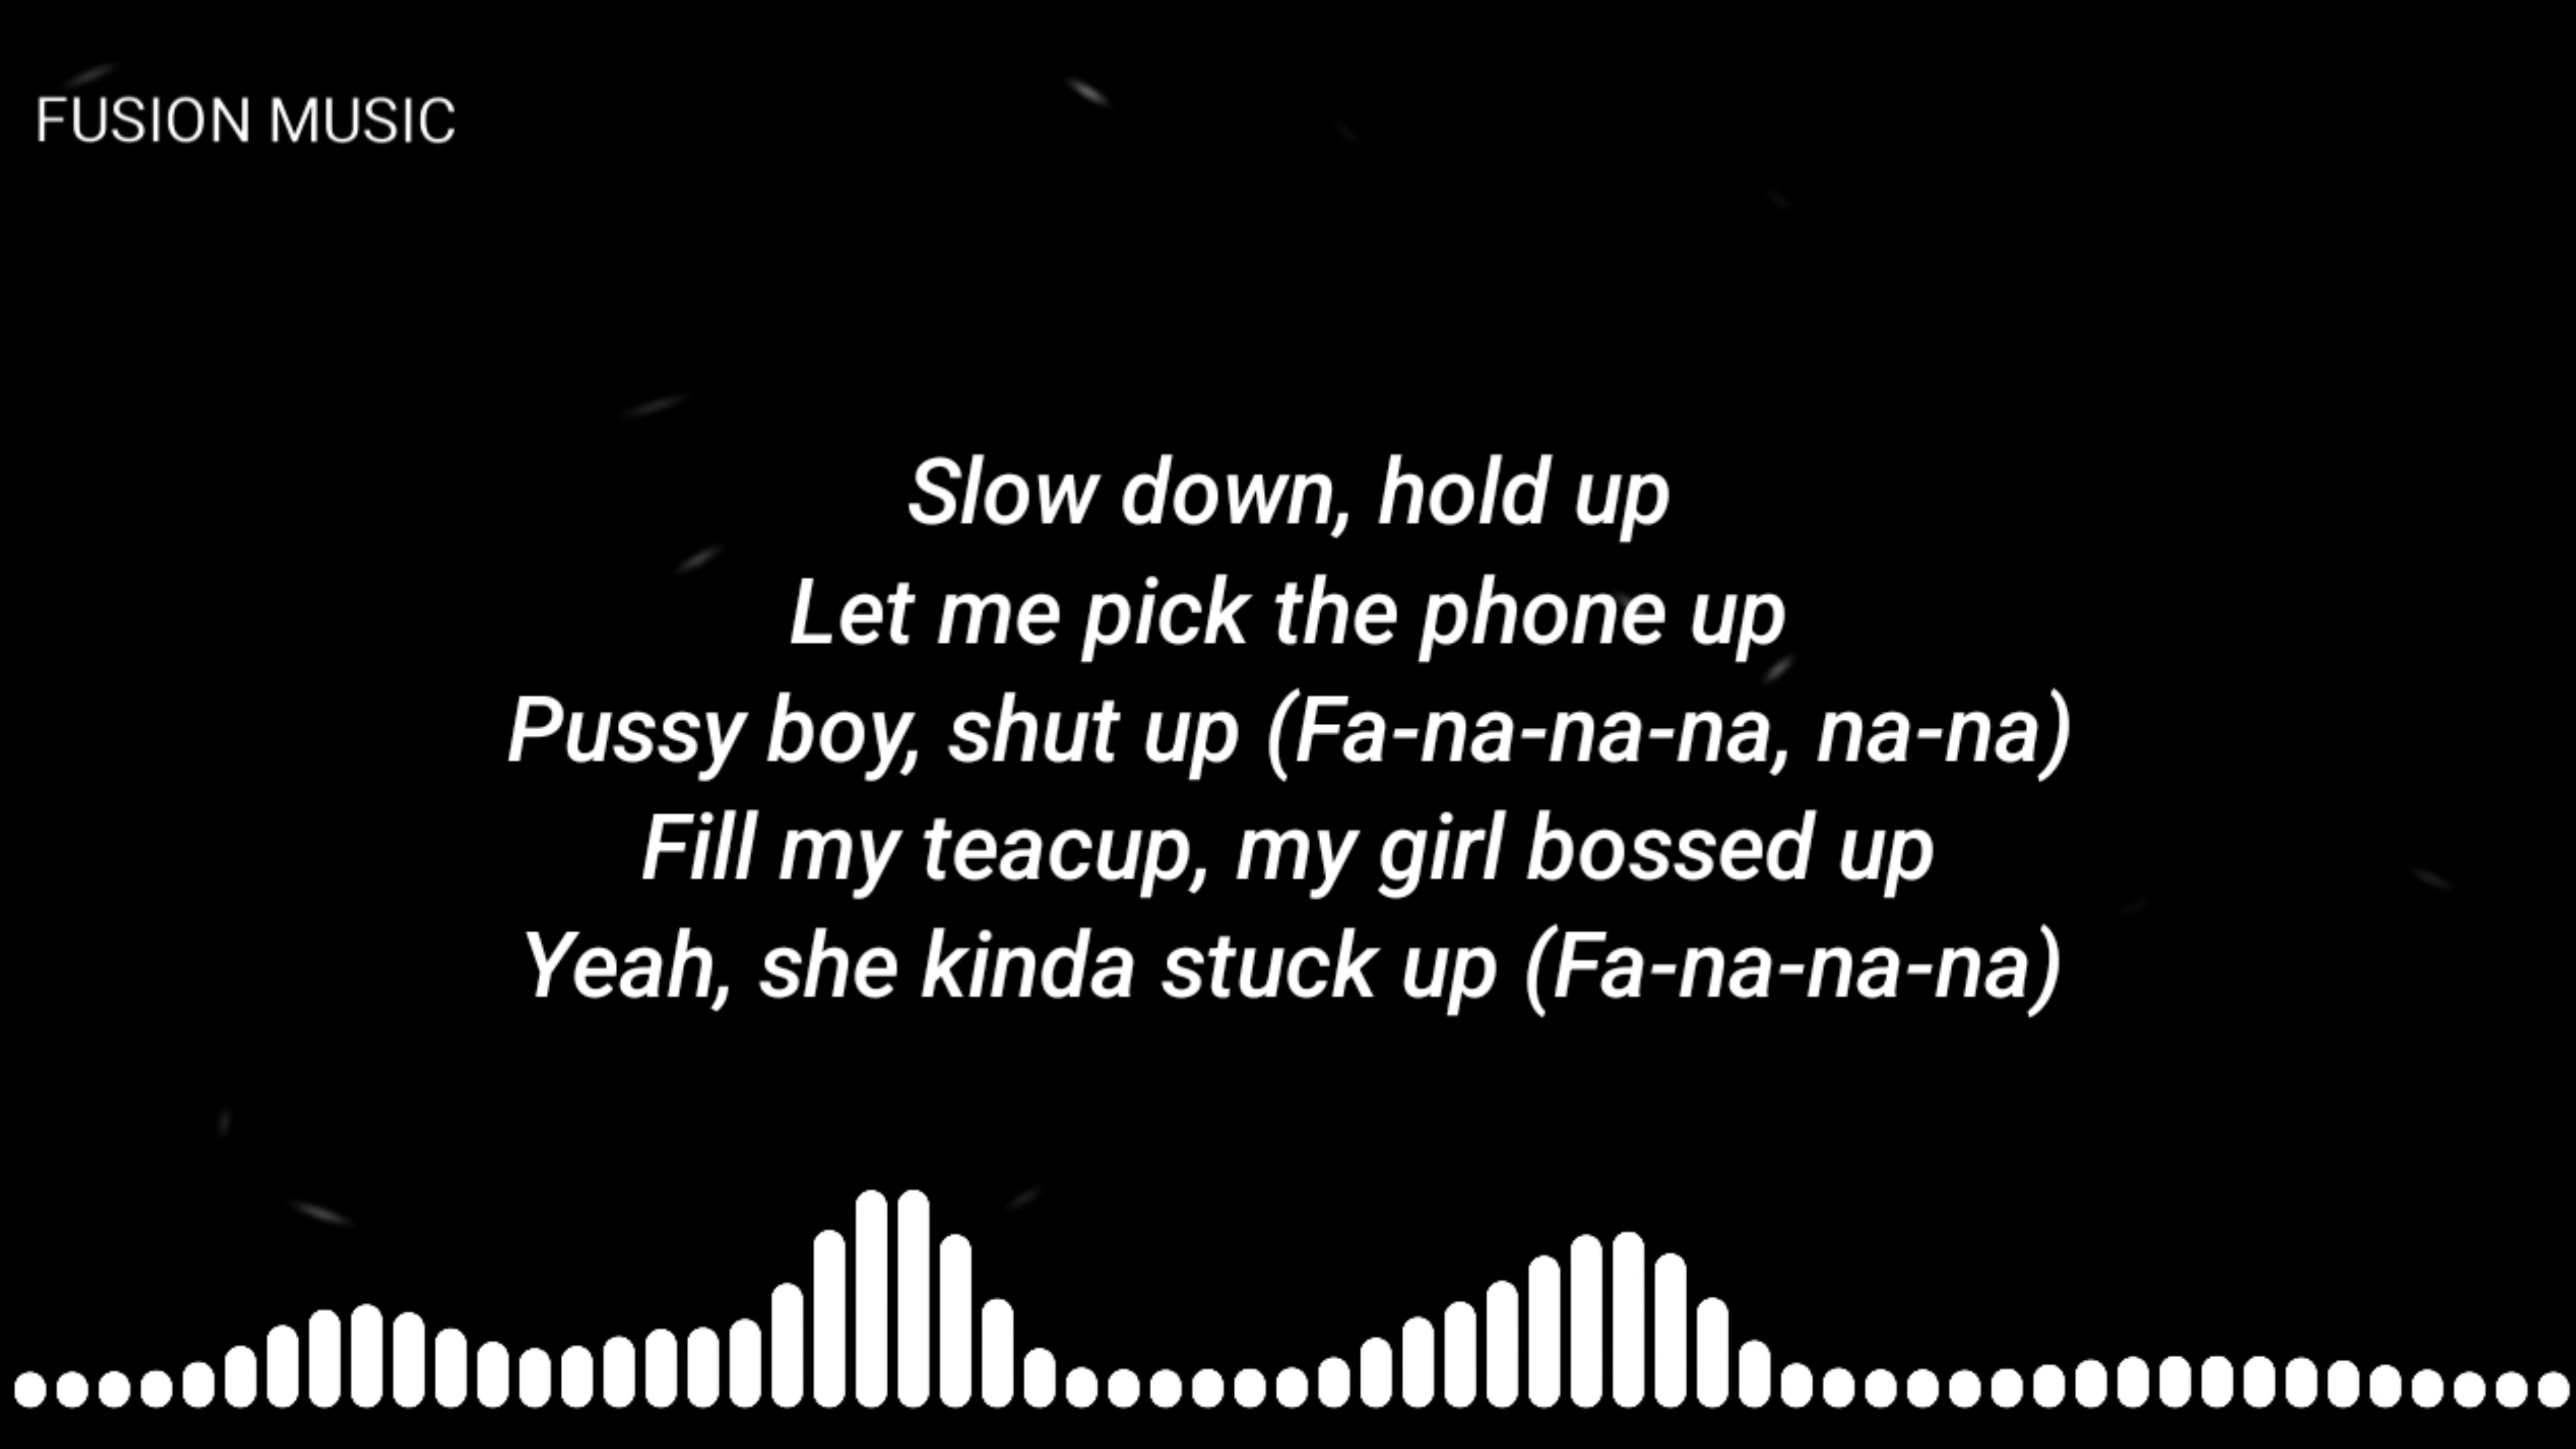 FUSION MUSIC
Slow down, hold up
Let me pick the phone up
Pussy boy, shut up (Fa-na-na-na, na-na)
Fill my teacup, my girl bossed up
Yeah, she kinda stuck up (Fa-na-na-na)